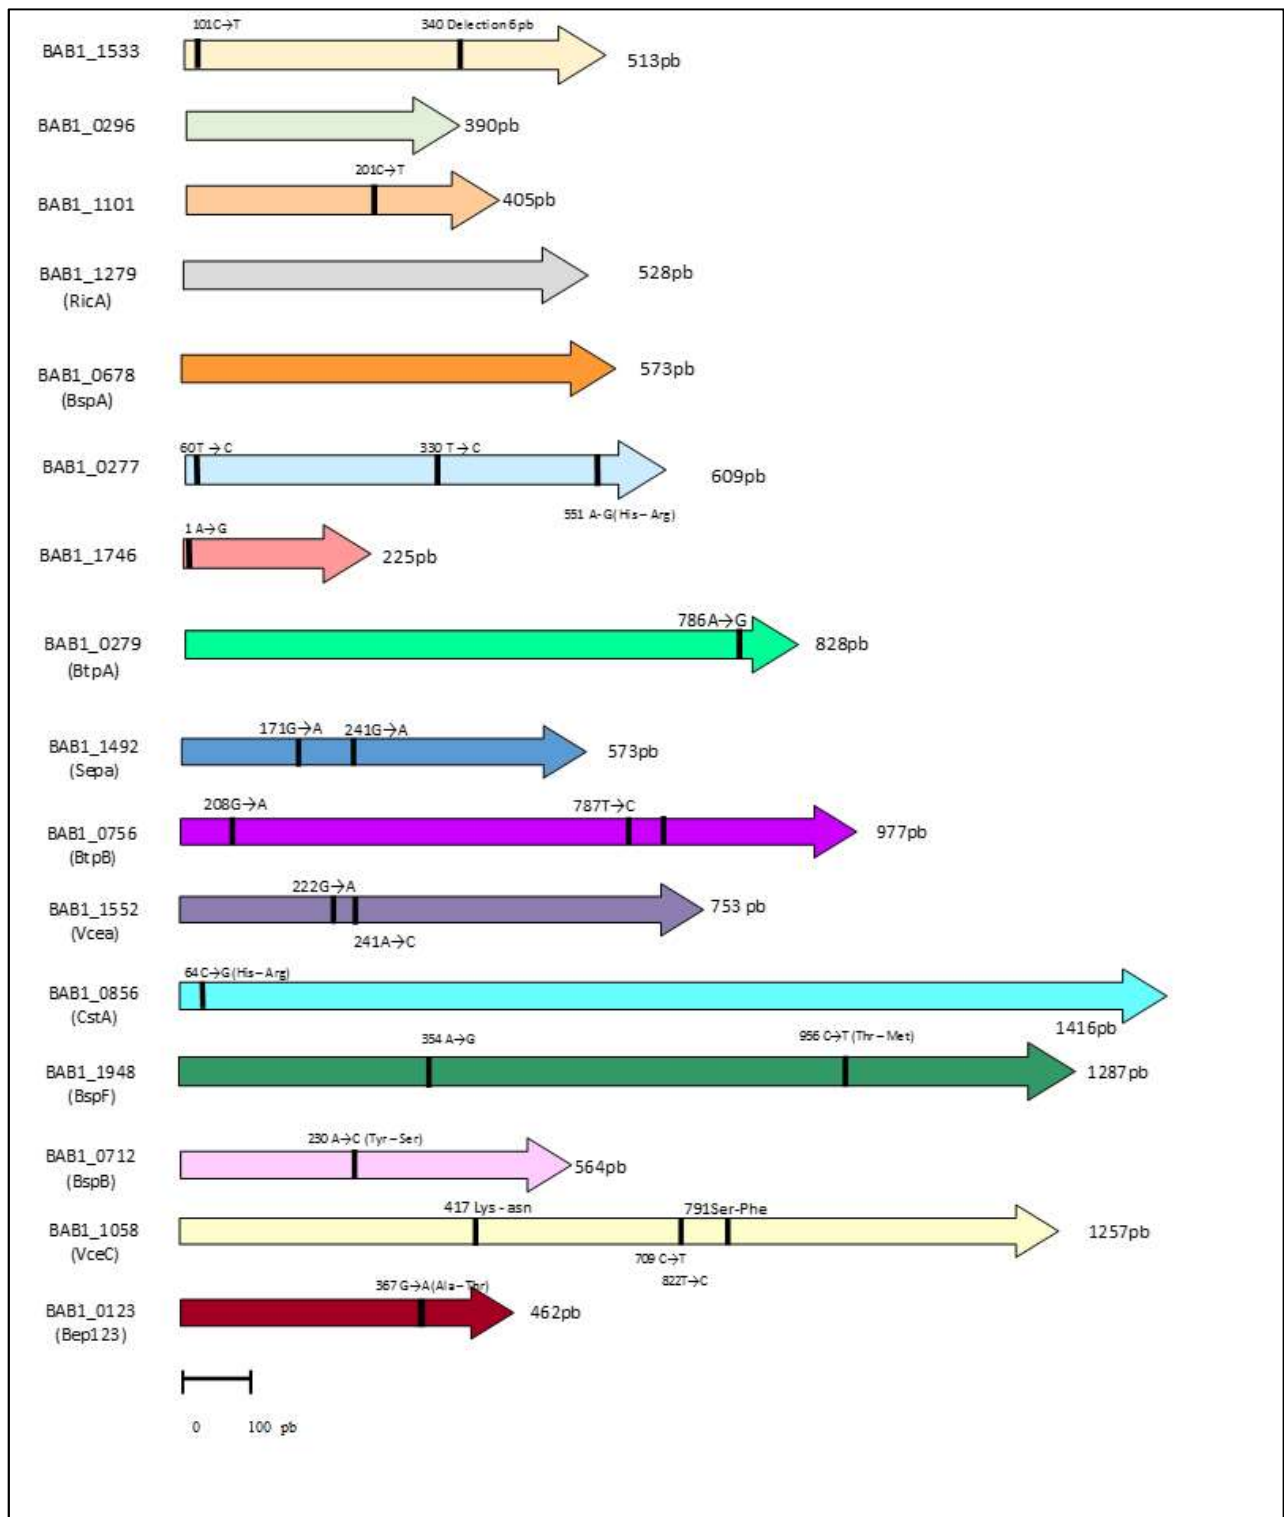 101C→T 340 Delection 6pb
BAB1_1533
513pb
BAB1_0296 390pb
201C→T
BAB1_1101 405pb
BAB1_1279 528pb
(RicA)
BAB1_0678 573pb
(BspA)
60T→C 330 T→C
BAB1_0277 609pb
551 A-G(His–Arg)
1 A→G
BAB1_1746 225pb
786A→G
BAB1_0279 828pb
(BtpA)
171G→A 241G→A
BAB1_1492 573pb
(Sepa)
208G→A 787T→C
BAB1_0756 977pb
(BtpB)
222G→A
BAB1_1552 753 pb
(Vcea)
241A→C
64C→G(His–Arg)
BAB1_0856
(CstA)
1416pb
354 A→G 956 C→T(Thr–Met)
BAB1_1948 1287pb
(BspF)
230 A→C (Tyr–Ser)
BAB1_0712 564pb
(BspB)
417 Lys-asn 791Ser-Phe
BAB1_1058 1257pb
(VceC)
709 C→T
822T→C
367 G→A(Ala–Thr)
BAB1_0123 462pb
(Bep123)
0 100 pb